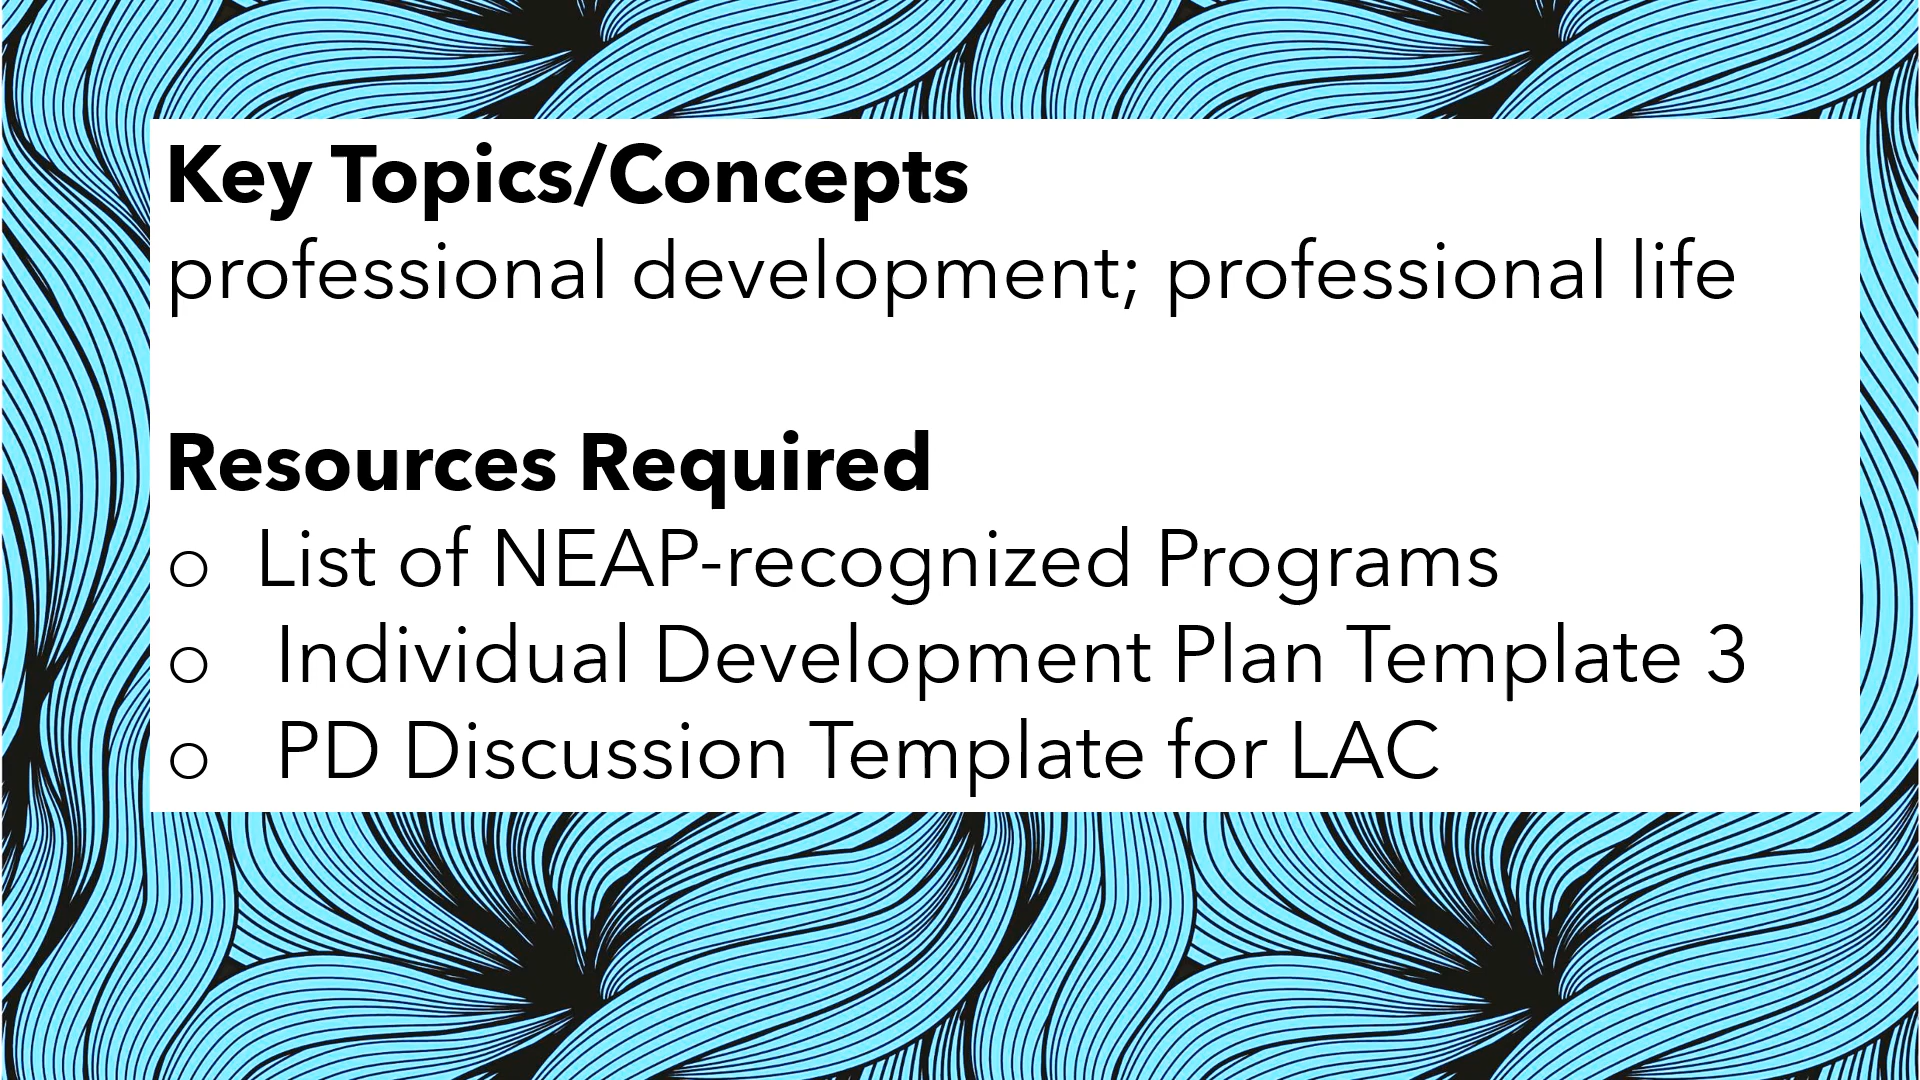 Key Topics/Concepts
professional development; professional life
Resources Required
o List of NEAP-recognized Programs
o Individual Development Plan Template 3
o PD Discussion Template for LAC